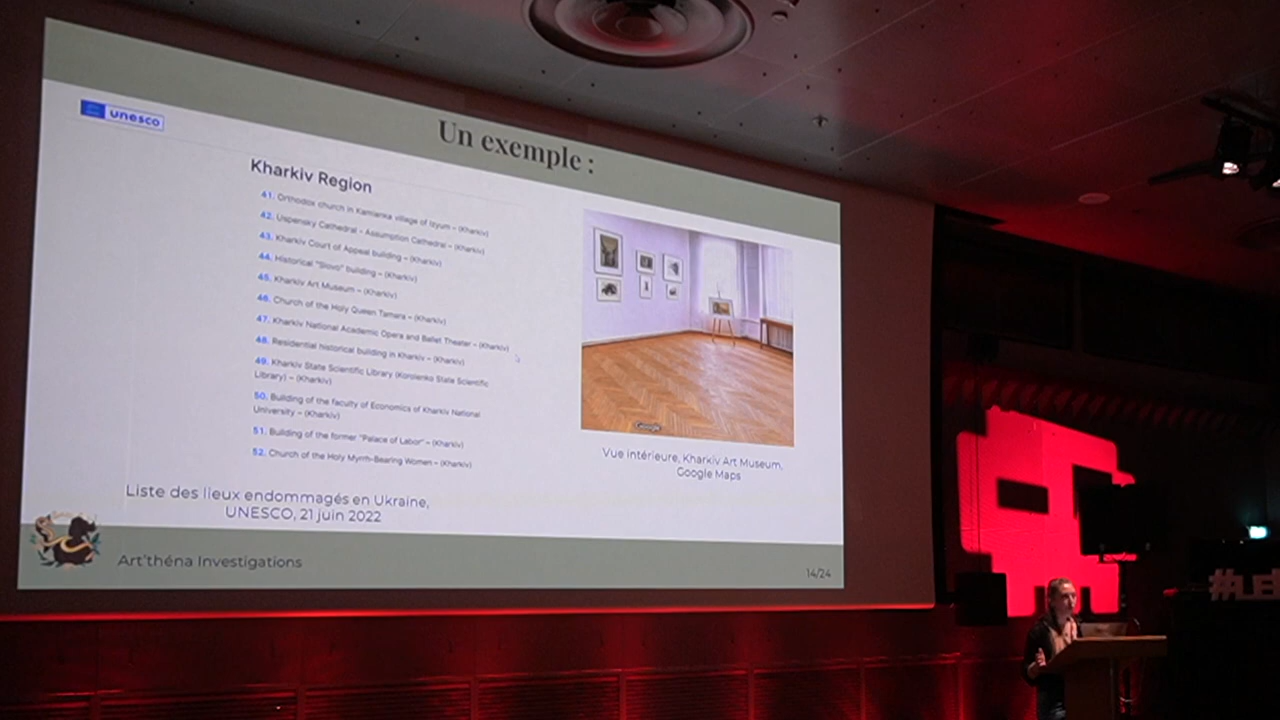 unesco
Un exemple :
Kharkiv Region
41. Orthodox church in Kamianka village of Izyum – (Kharkiv)
42. Uspensky Cathedral - Assumption Cathedral – (Kharkiv)
43. Kharkiv Court of Appeal building – (Kharkiv)
44. Historical "Slovo" building – (Kharkiv)
45. Kharkiv Art Museum – (Kharkiv)
46. Church of the Holy Queen Tamara – (Kharkiv)
47. Kharkiv National Academic Opera and Ballet Theater – (Kharkiv)
48. Residential historical building in Kharkiv – (Kharkiv)
49. Kharkiv State Scientific Library (Korolenko State Scientific
Library) – (Kharkiv)
50. Building of the faculty of Economics of Kharkiv National
University – (Kharkiv)
51. Building of the former "Palace of Labor" – (Kharkiv)
52. Church of the Holy Myrrh-Bearing Women – (Kharkiv)
Google
Vue intérieure, Kharkiv Art Museum,
Google Maps
Liste des lieux endommagés en Ukraine,
UNESCO, 21 juin 2022
Art'théna Investigations
14/24